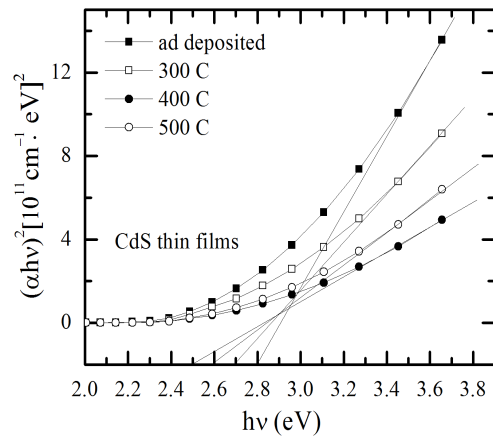 ad deposited
300 C
400 C
500 C
CdS thin films
(αhν)²[10¹¹cm⁻· eV]²
12
8
4
0
2.0 2.2 2.4 2.6 2.8 3.0 3.2 3.4 3.6 3.8
hν (eV)